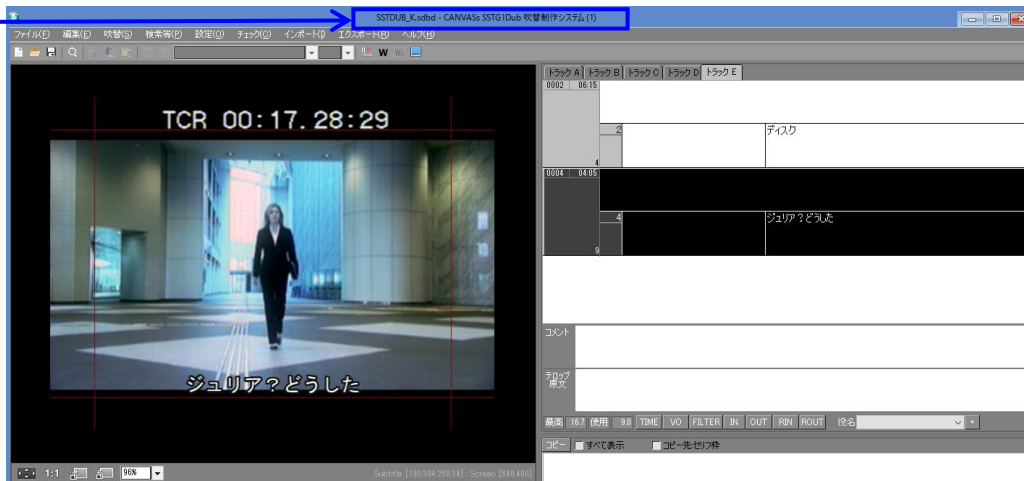 SSTDUB_K.sdbd - CANVASs SSTG1Dub 吹替制作システム (1)
ファイル(F) 編集(E) 吹替(S) 検索等(P) 設定(O) チェック(C) インポート(I) エクスポート(R) ヘルプ(H)
W WL
トラック A トラック B トラック C トラック D トラック E
0002 06:15
TCR 00:17.28:29
2 ディスク
4
0004 04:05
4 ジュリア？どうした
9
ジュリア？どうした
コメント
テロップ
原文
最高 16.7 使用 9.0 TIME VO FILTER IN OUT RIN ROUT 役名 +
コピー すべて表示 コピー先セリフ枠
1:1 96% Subtitle [190,394,258,34] : Screen [640,480]